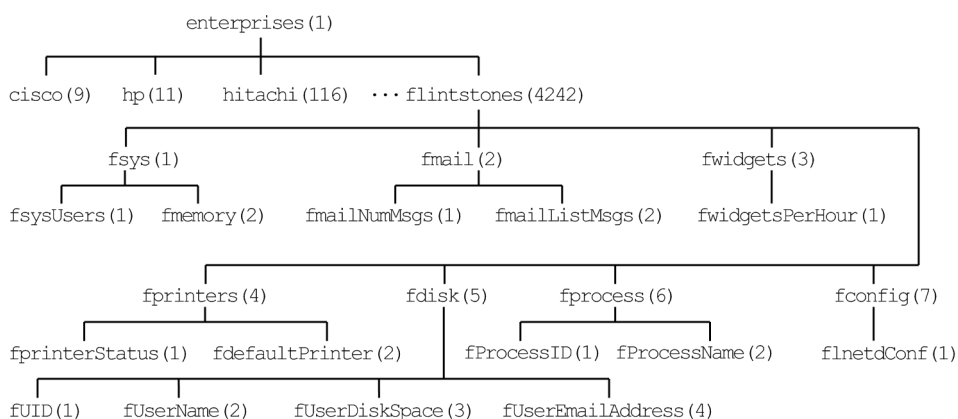 enterprises(1)
cisco(9) hp(11) hitachi(116) ···flintstones(4242)
fsys(1) fmail(2) fwidgets(3)
fsysUsers(1) fmemory(2) fmailNumMsgs(1) fmailListMsgs(2) fwidgetsPerHour(1)
fprinters(4) fdisk(5) fprocess(6) fconfig(7)
fprinterStatus(1) fdefaultPrinter(2) fProcessID(1) fProcessName(2) flnetdConf(1)
fUID(1) fUserName(2) fUserDiskSpace(3) fUserEmailAddress(4)